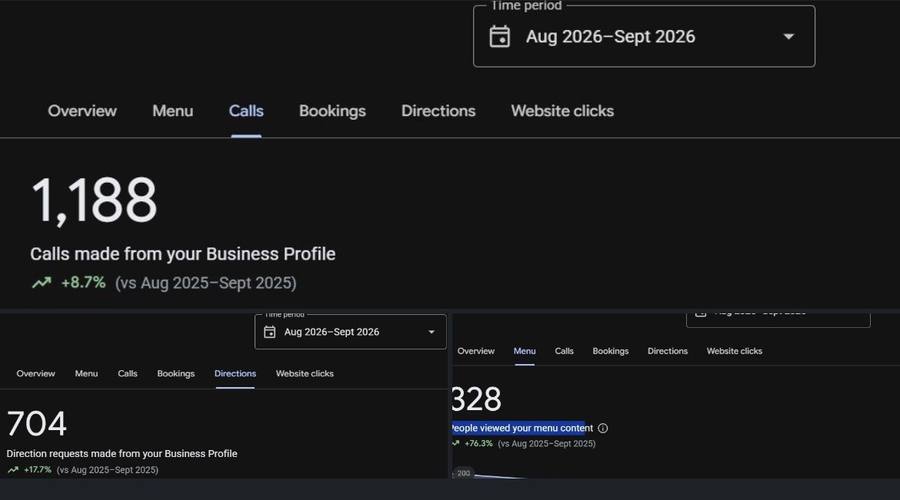 Time period
Aug 2026–Sept 2026
Overview Menu Calls Bookings Directions Website clicks
1,188
Calls made from your Business Profile
+8.7% (vs Aug 2025–Sept 2025)
Time period
Aug 2026–Sept 2026
Overview Menu Calls Bookings Directions Website clicks
704
Direction requests made from your Business Profile
+17.7% (vs Aug 2025–Sept 2025)
Aug 2026–Sept 2026
Overview Menu Calls Bookings Directions Website clicks
328
People viewed your menu content
+76.3% (vs Aug 2025–Sept 2025)
200